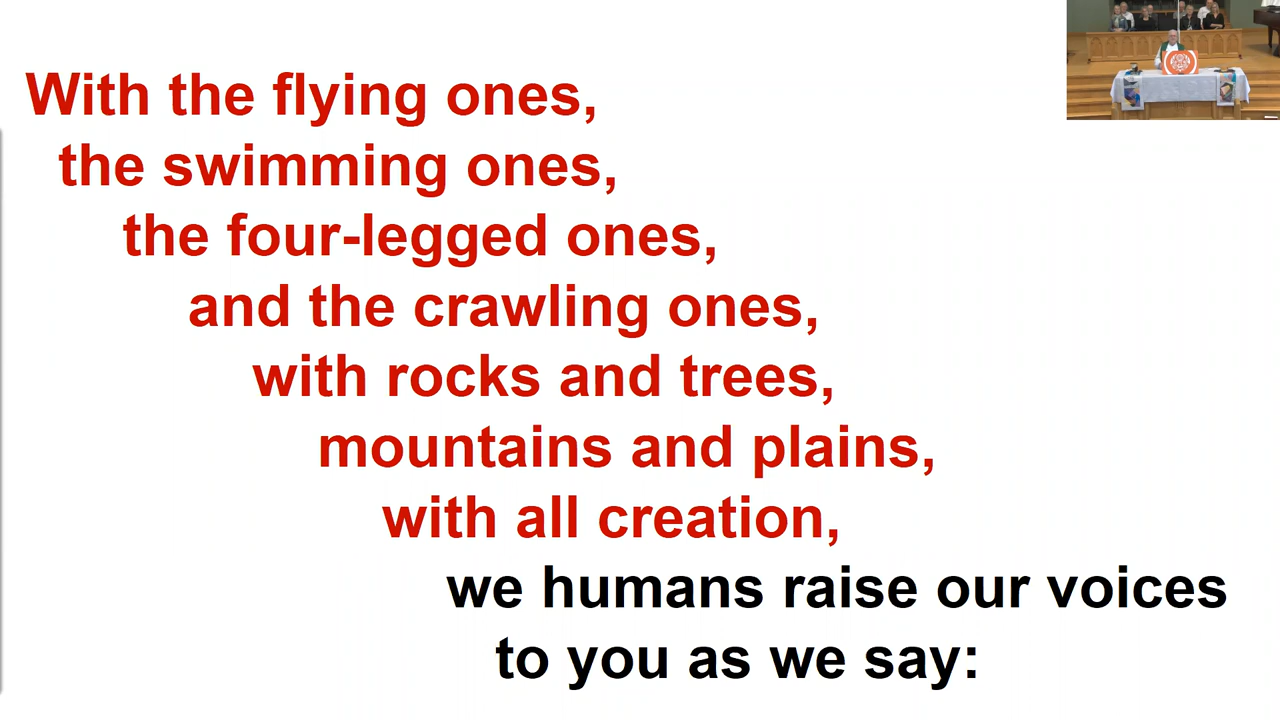 With the flying ones,
the swimming ones,
the four-legged ones,
and the crawling ones,
with rocks and trees,
mountains and plains,
with all creation,
we humans raise our voices
to you as we say: